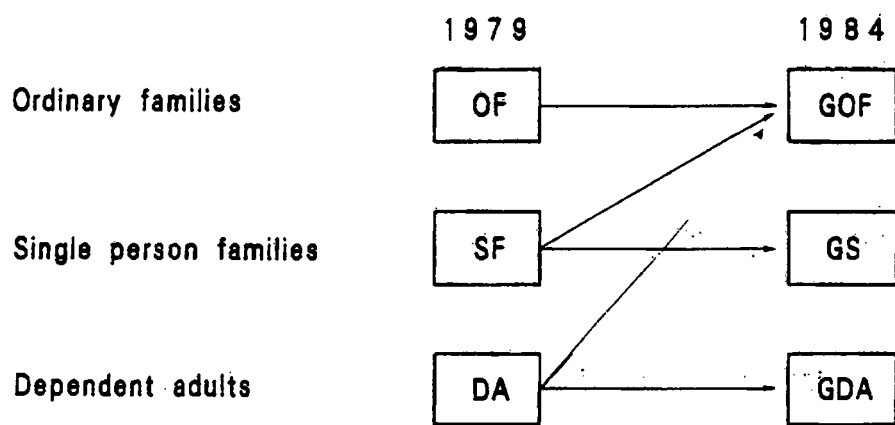 1979 1984
Ordinary families OF GOF
Single person families SF GS
Dependent adults DA GDA